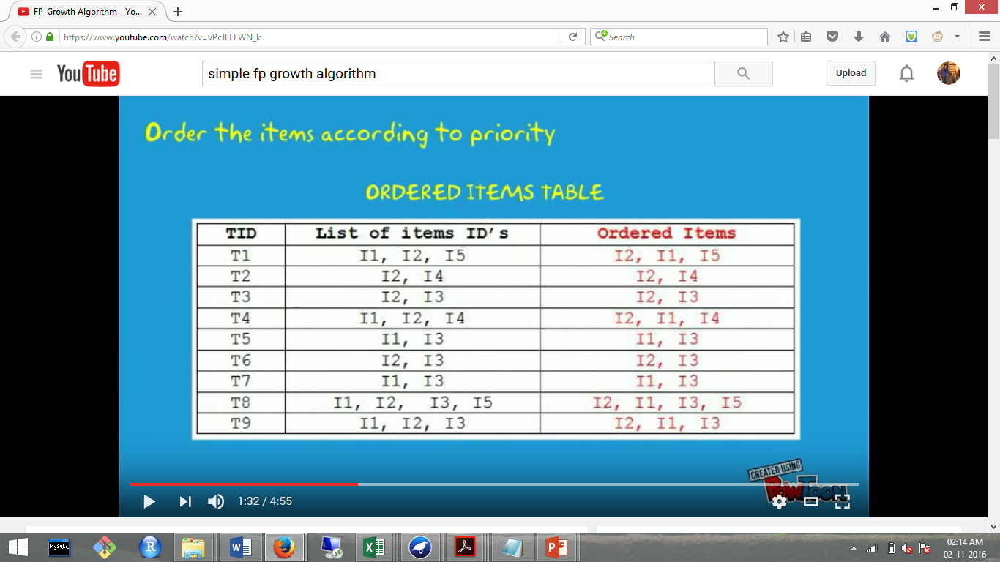 FP-Growth Algorithm - Yo...
https://www.youtube.com/watch?v=vPcJEFFWN_k
Search
YouTube
simple fp growth algorithm
Upload
Order the items according to priority
ORDERED ITEMS TABLE
TID List of items ID's Ordered Items
T1 I1, I2, I5 I2, I1, I5
T2 I2, I4 I2, I4
T3 I2, I3 I2, I3
T4 I1, I2, I4 I2, I1, I4
T5 I1, I3 I1, I3
T6 I2, I3 I2, I3
T7 I1, I3 I1, I3
T8 I1, I2, I3, I5 I2, I1, I3, I5
T9 I1, I2, I3 I2, I1, I3
CREATED USING
PowToon
1:32 / 4:55
MySQL
02:14 AM
02-11-2016